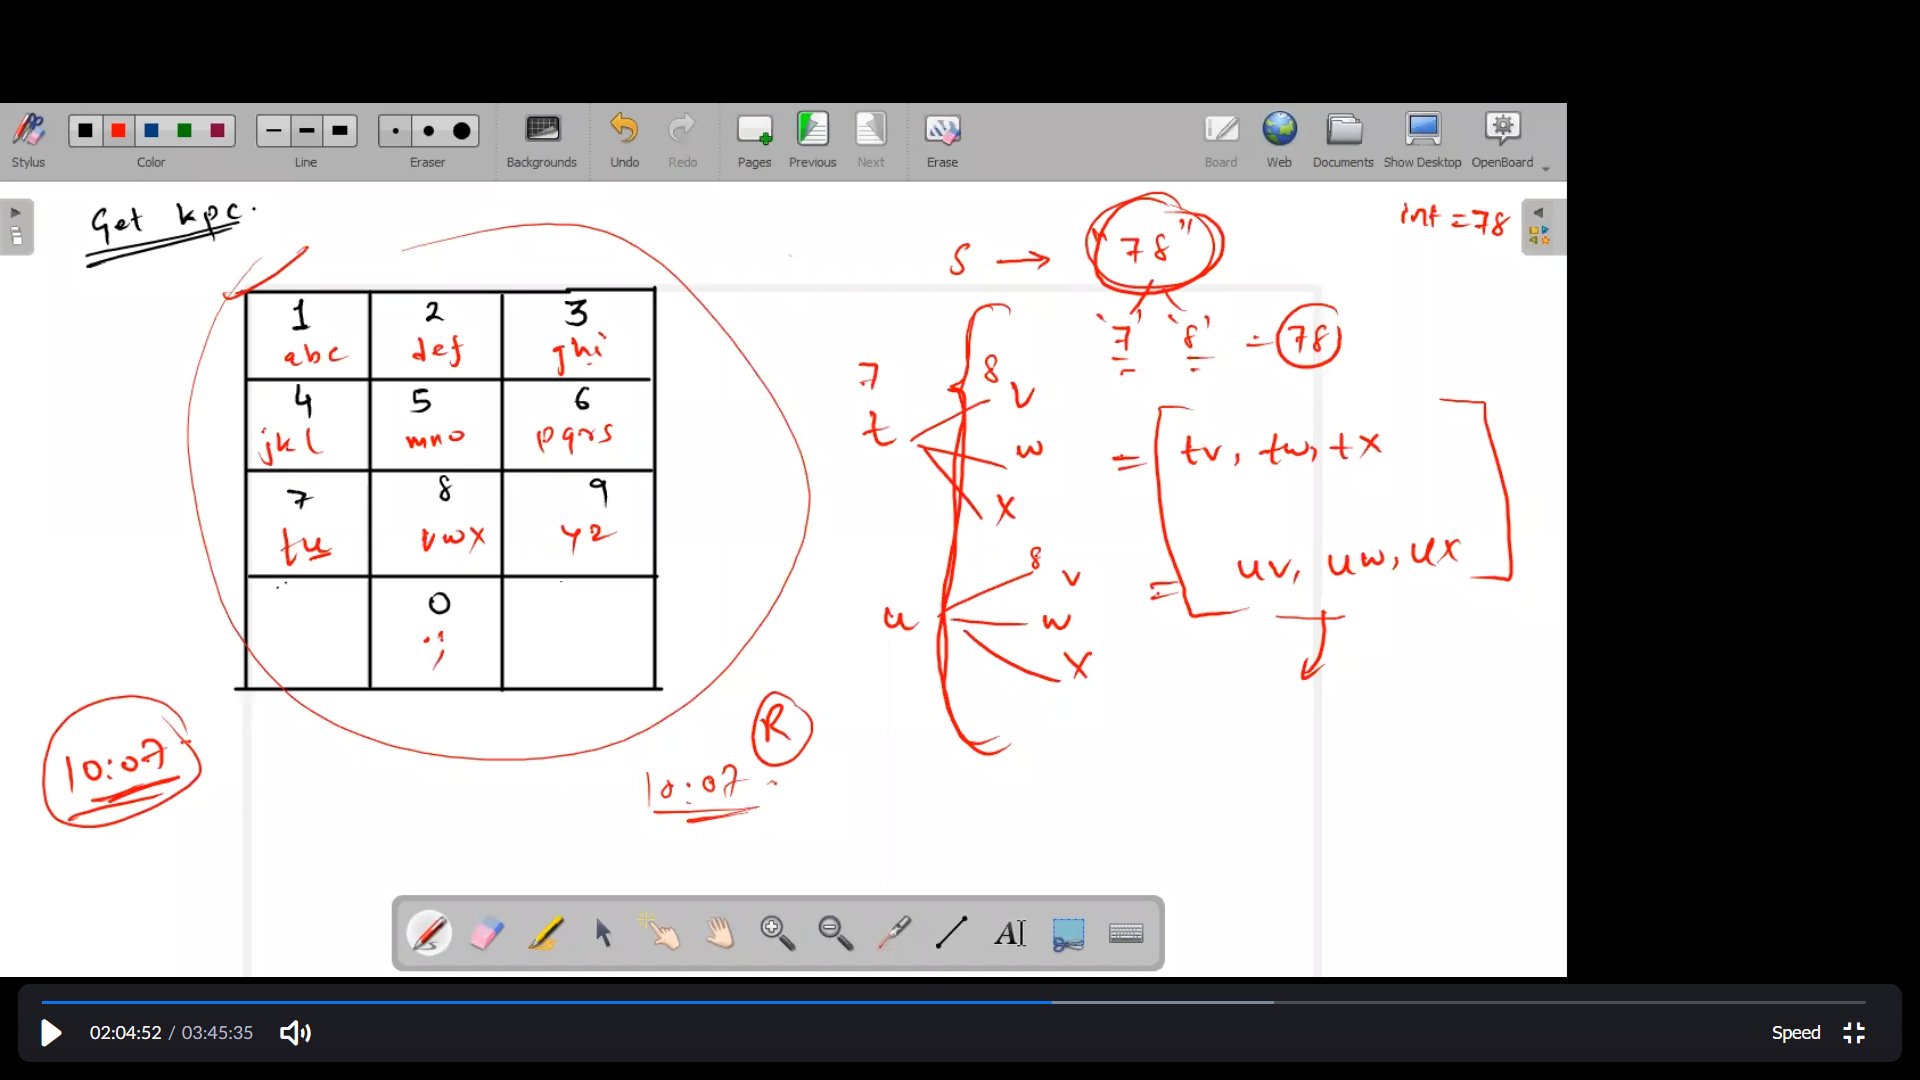 Stylus
Color
Line
Eraser
Backgrounds
Undo
Redo
Pages
Previous
Next
Erase
Board
Web
Documents
Show Desktop
OpenBoard
Get kpc.
S → "78"
int = 78
'7' '8' = 78
1 2 3
abc def ghi
4 5 6
jkl mno pqrs
7 8 9
tu vwx yz
0
. ;
7 8
t v
w
x
= [ tv, tw, tx
8
u v
w
x
= uv, uw, ux ]
10:07
R
10:07
AI
02:04:52 / 03:45:35
Speed